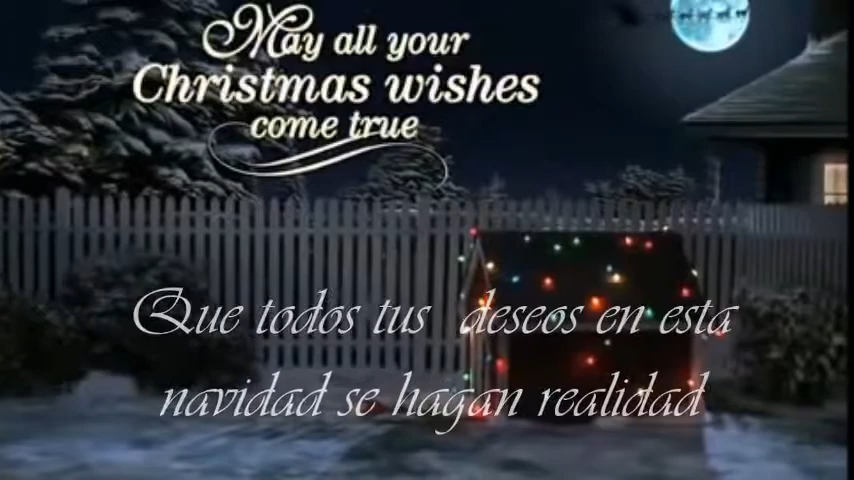 May all your
Christmas wishes
come true
Que todos tus deseos en esta
navidad se hagan realidad